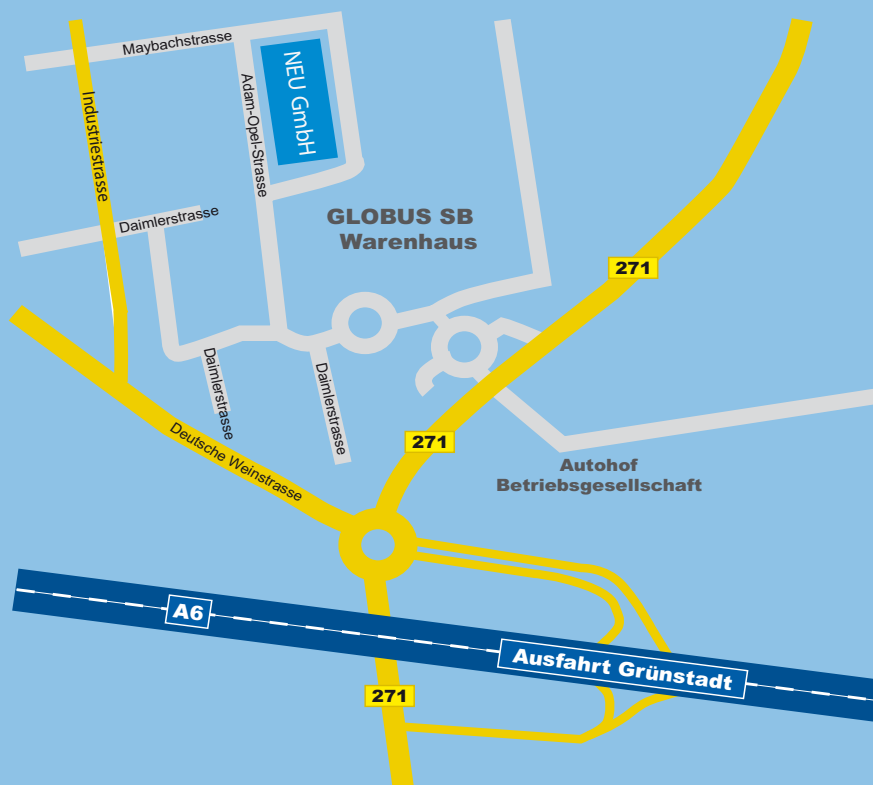 Maybachstrasse
NEU GmbH
Industriestrasse
Adam-Opel-Strasse
Daimlerstrasse
GLOBUS SB
Warenhaus
271
Daimlerstrasse
Daimlerstrasse
271
Deutsche Weinstrasse
Autohof
Betriebsgesellschaft
A6
Ausfahrt Grünstadt
271